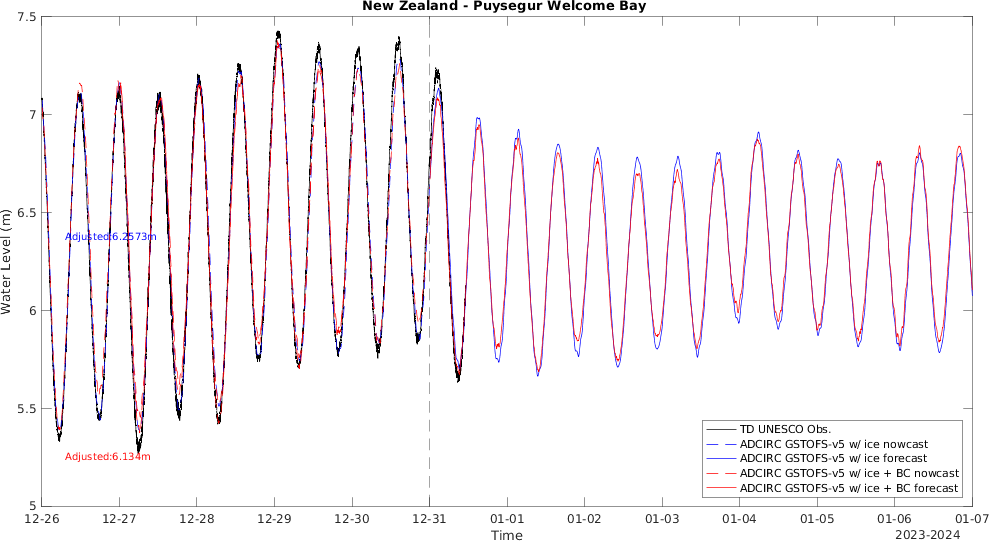 New Zealand - Puysegur Welcome Bay
7.5
7
6.5
6
5.5
5
Water Level (m)
Adjusted:6.2573m
Adjusted:6.134m
TD UNESCO Obs.
ADCIRC GSTOFS-v5 w/ ice nowcast
ADCIRC GSTOFS-v5 w/ ice forecast
ADCIRC GSTOFS-v5 w/ ice + BC nowcast
ADCIRC GSTOFS-v5 w/ ice + BC forecast
12-26 12-27 12-28 12-29 12-30 12-31 01-01 01-02 01-03 01-04 01-05 01-06 01-07
Time
2023-2024